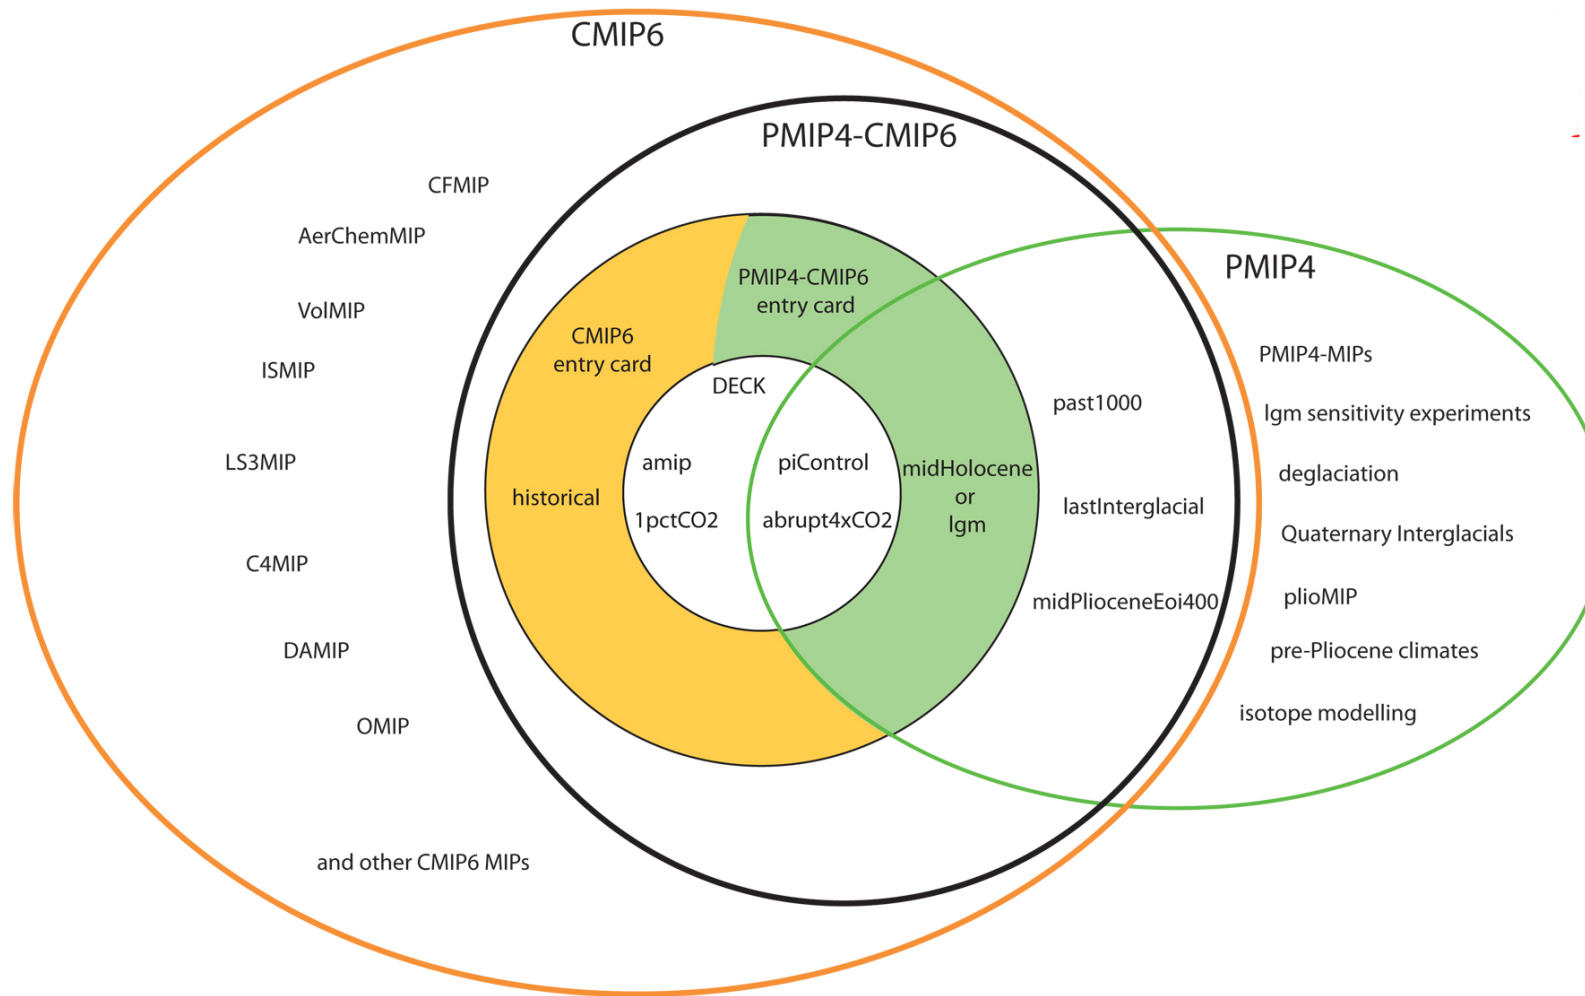 CMIP6
PMIP4-CMIP6
CFMIP
AerChemMIP
VolMIP
ISMIP
LS3MIP
C4MIP
DAMIP
OMIP
and other CMIP6 MIPs
CMIP6
entry card
historical
PMIP4-CMIP6
entry card
DECK
amip
1pctCO2
piControl
abrupt4xCO2
midHolocene
or
lgm
past1000
lastInterglacial
midPlioceneEoi400
PMIP4
PMIP4-MIPs
lgm sensitivity experiments
deglaciation
Quaternary Interglacials
plioMIP
pre-Pliocene climates
isotope modelling